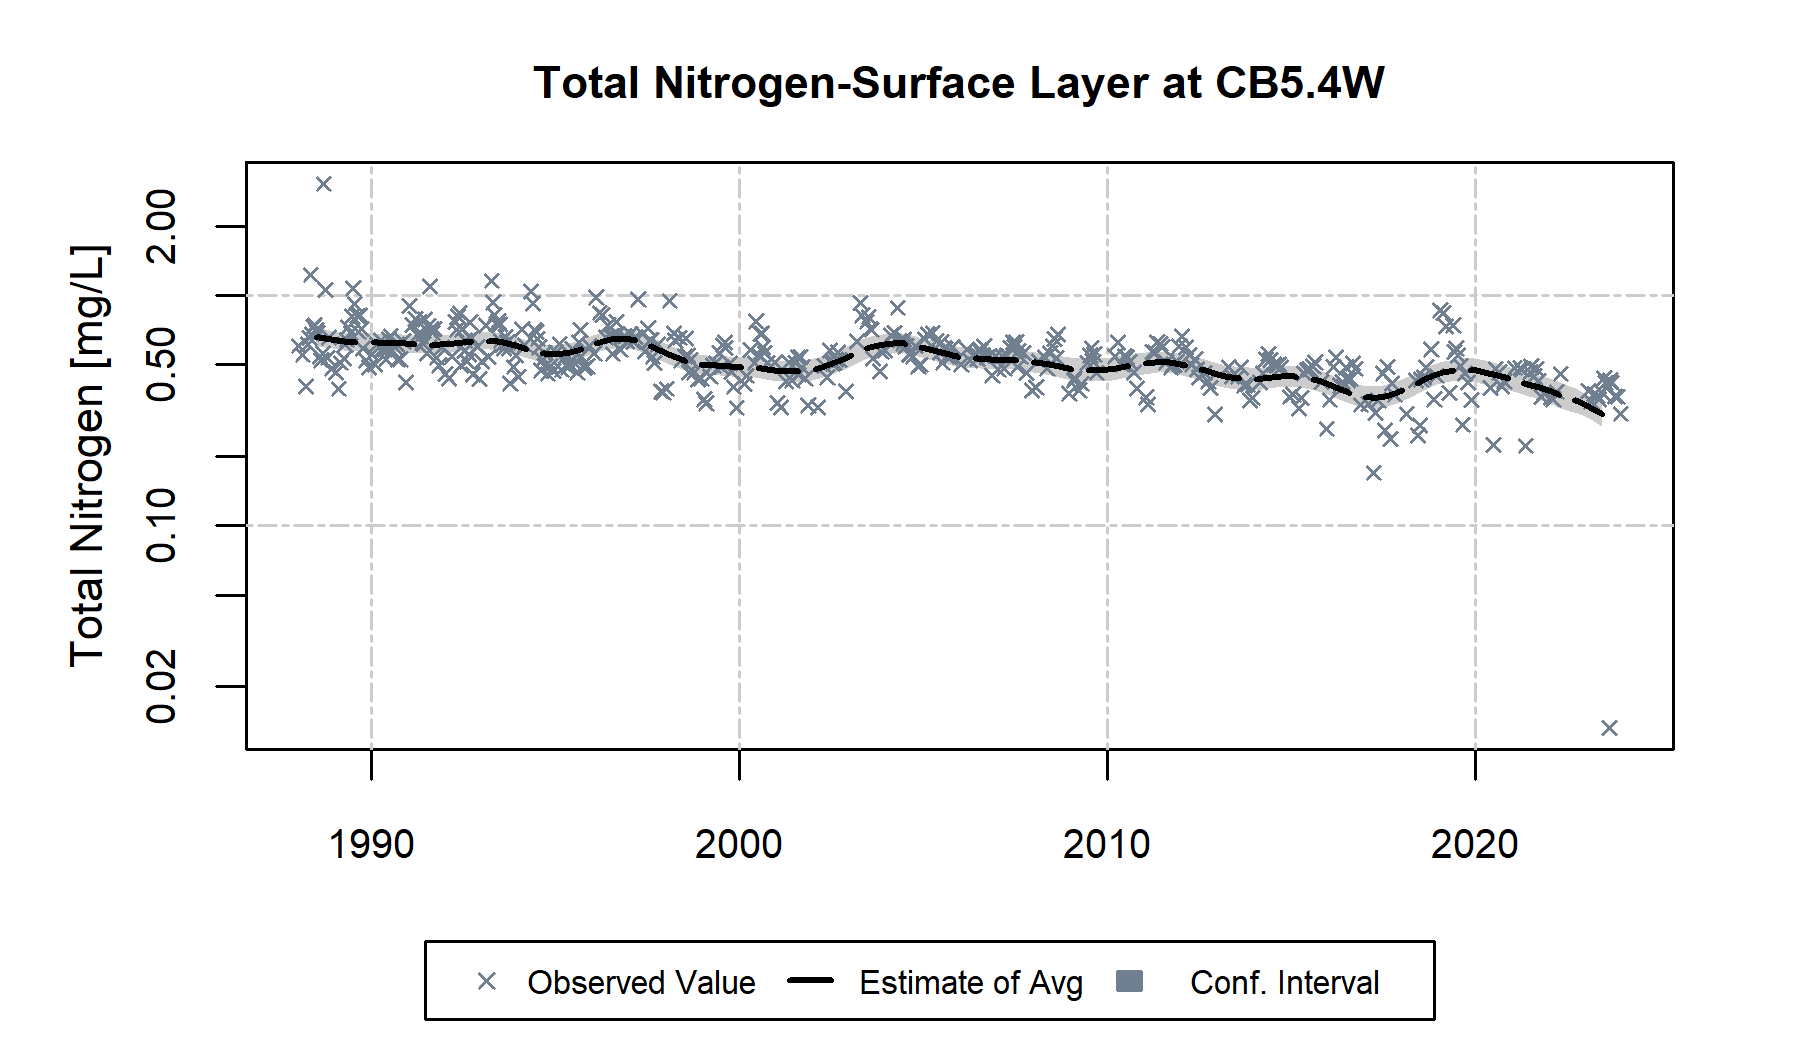 Total Nitrogen-Surface Layer at CB5.4W
Total Nitrogen [mg/L]
2.00
0.50
0.10
0.02
1990 2000 2010 2020
Observed Value Estimate of Avg Conf. Interval